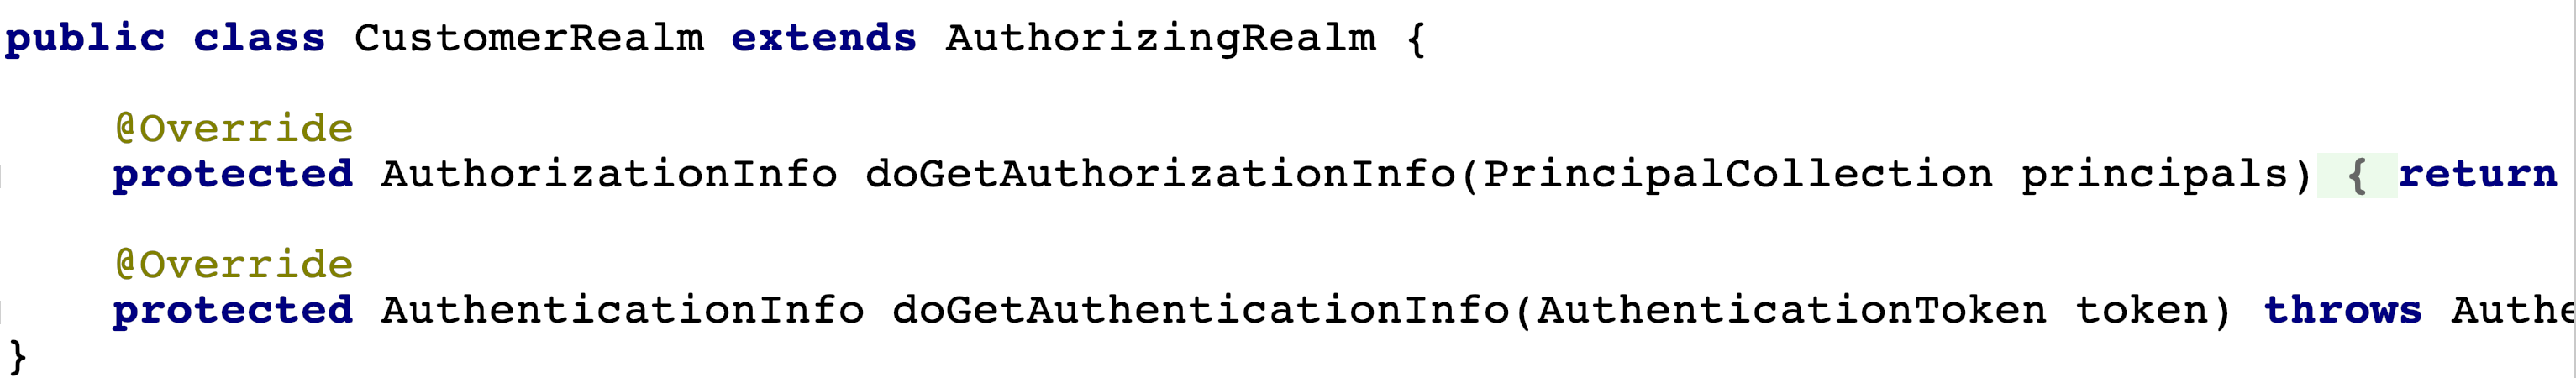 public class CustomerRealm extends AuthorizingRealm {
@Override
protected AuthorizationInfo doGetAuthorizationInfo(PrincipalCollection principals) { return
@Override
protected AuthenticationInfo doGetAuthenticationInfo(AuthenticationToken token) throws Authe
}